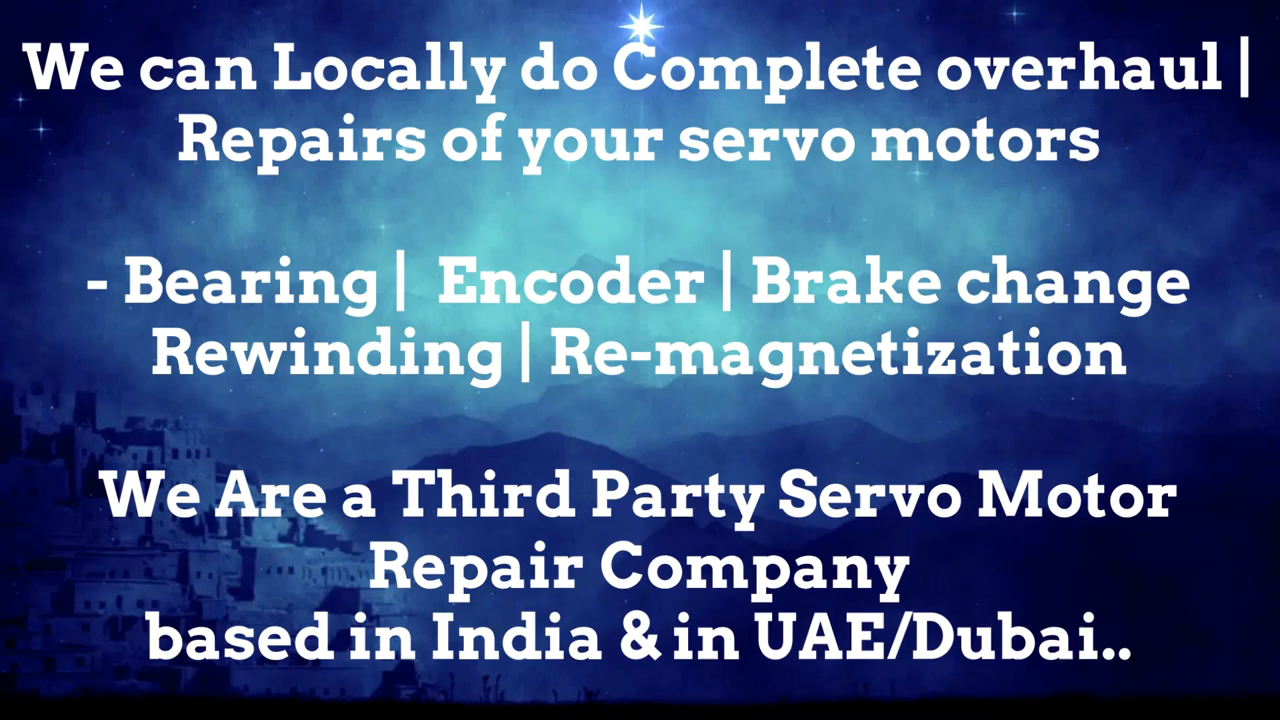 We can Locally do Complete overhaul |
Repairs of your servo motors
- Bearing | Encoder | Brake change
Rewinding | Re-magnetization
We Are a Third Party Servo Motor
Repair Company
based in India & in UAE/Dubai..